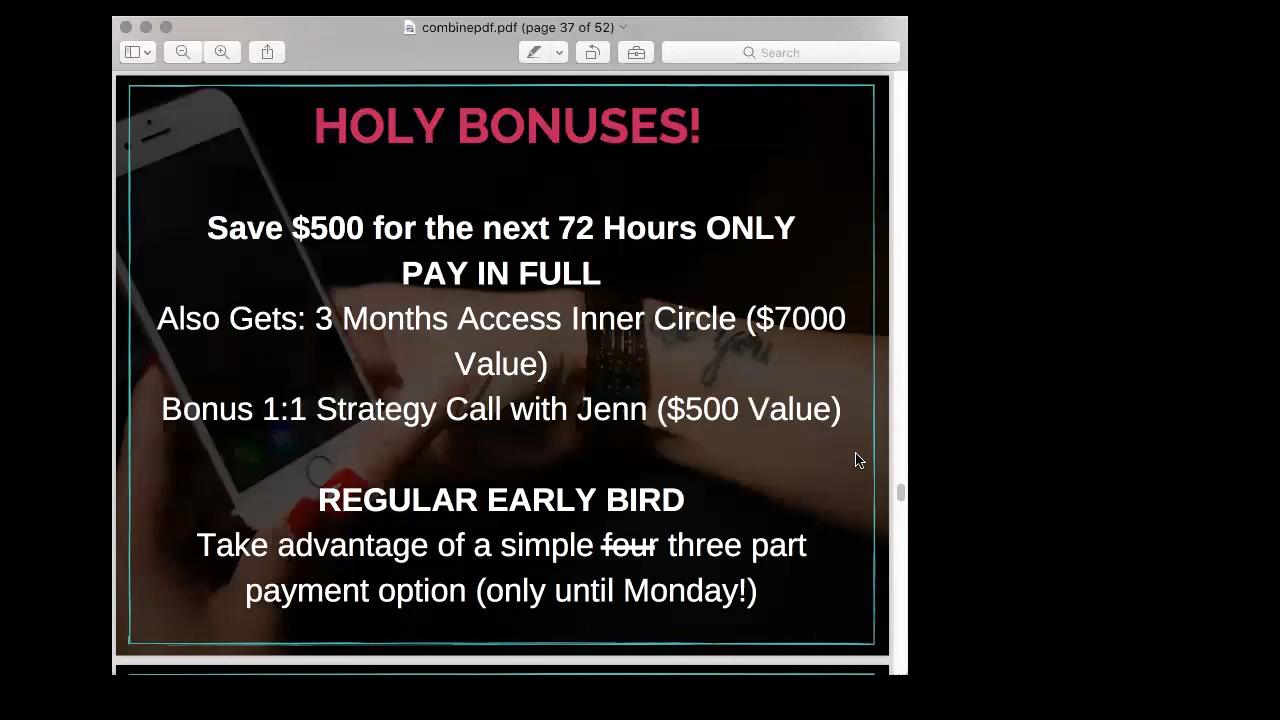 combinepdf.pdf (page 37 of 52)
Search
HOLY BONUSES!
Save $500 for the next 72 Hours ONLY
PAY IN FULL
Also Gets: 3 Months Access Inner Circle ($7000
Value)
Bonus 1:1 Strategy Call with Jenn ($500 Value)
REGULAR EARLY BIRD
Take advantage of a simple four three part
payment option (only until Monday!)